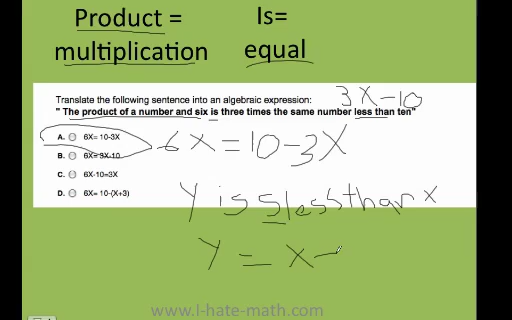 Product = Is=
multiplication equal
Translate the following sentence into an algebraic expression:
3X-10
" The product of a number and six is three times the same number less than ten"
A. 6X= 10-3X
B. 6X=3X-10
C. 6X-10=3X
D. 6X= 10-(X+3)
6X=10-3X
Y is 5 less than x
Y = X -
www.I-hate-math.com